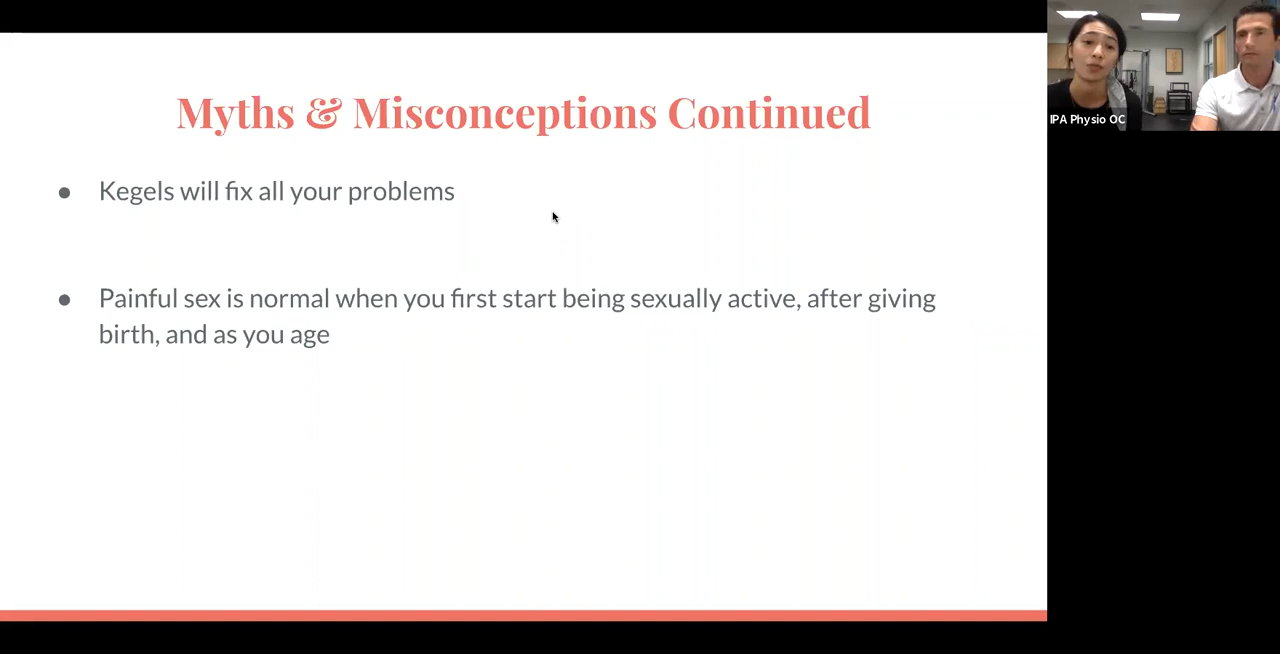 Myths & Misconceptions Continued
● Kegels will fix all your problems
● Painful sex is normal when you first start being sexually active, after giving
birth, and as you age
IPA Physio OC